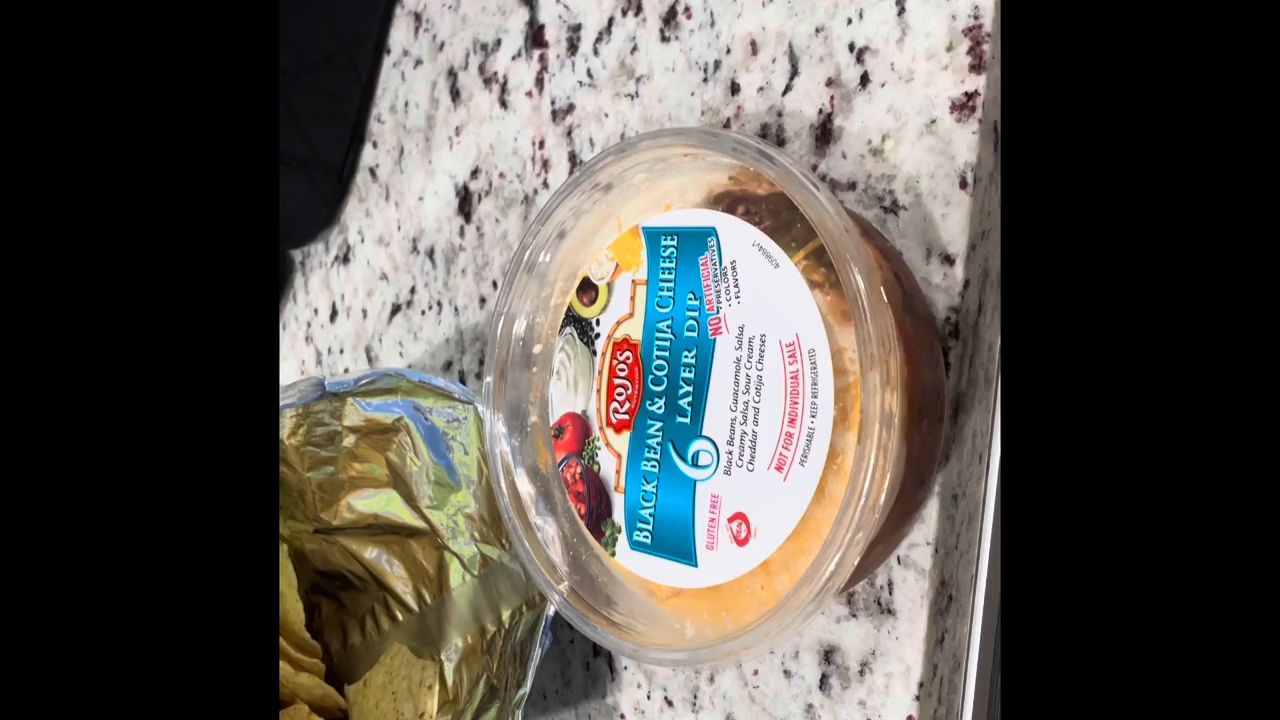 RoJo's
BLACK BEAN & COTIJA CHEESE
6 LAYER DIP
NO ARTIFICIAL
• PRESERVATIVES
• COLORS
• FLAVORS
Black Beans, Guacamole, Salsa,
Creamy Salsa, Sour Cream,
Cheddar and Cotija Cheeses
GLUTEN FREE
NOT FOR INDIVIDUAL SALE
PERISHABLE • KEEP REFRIGERATED